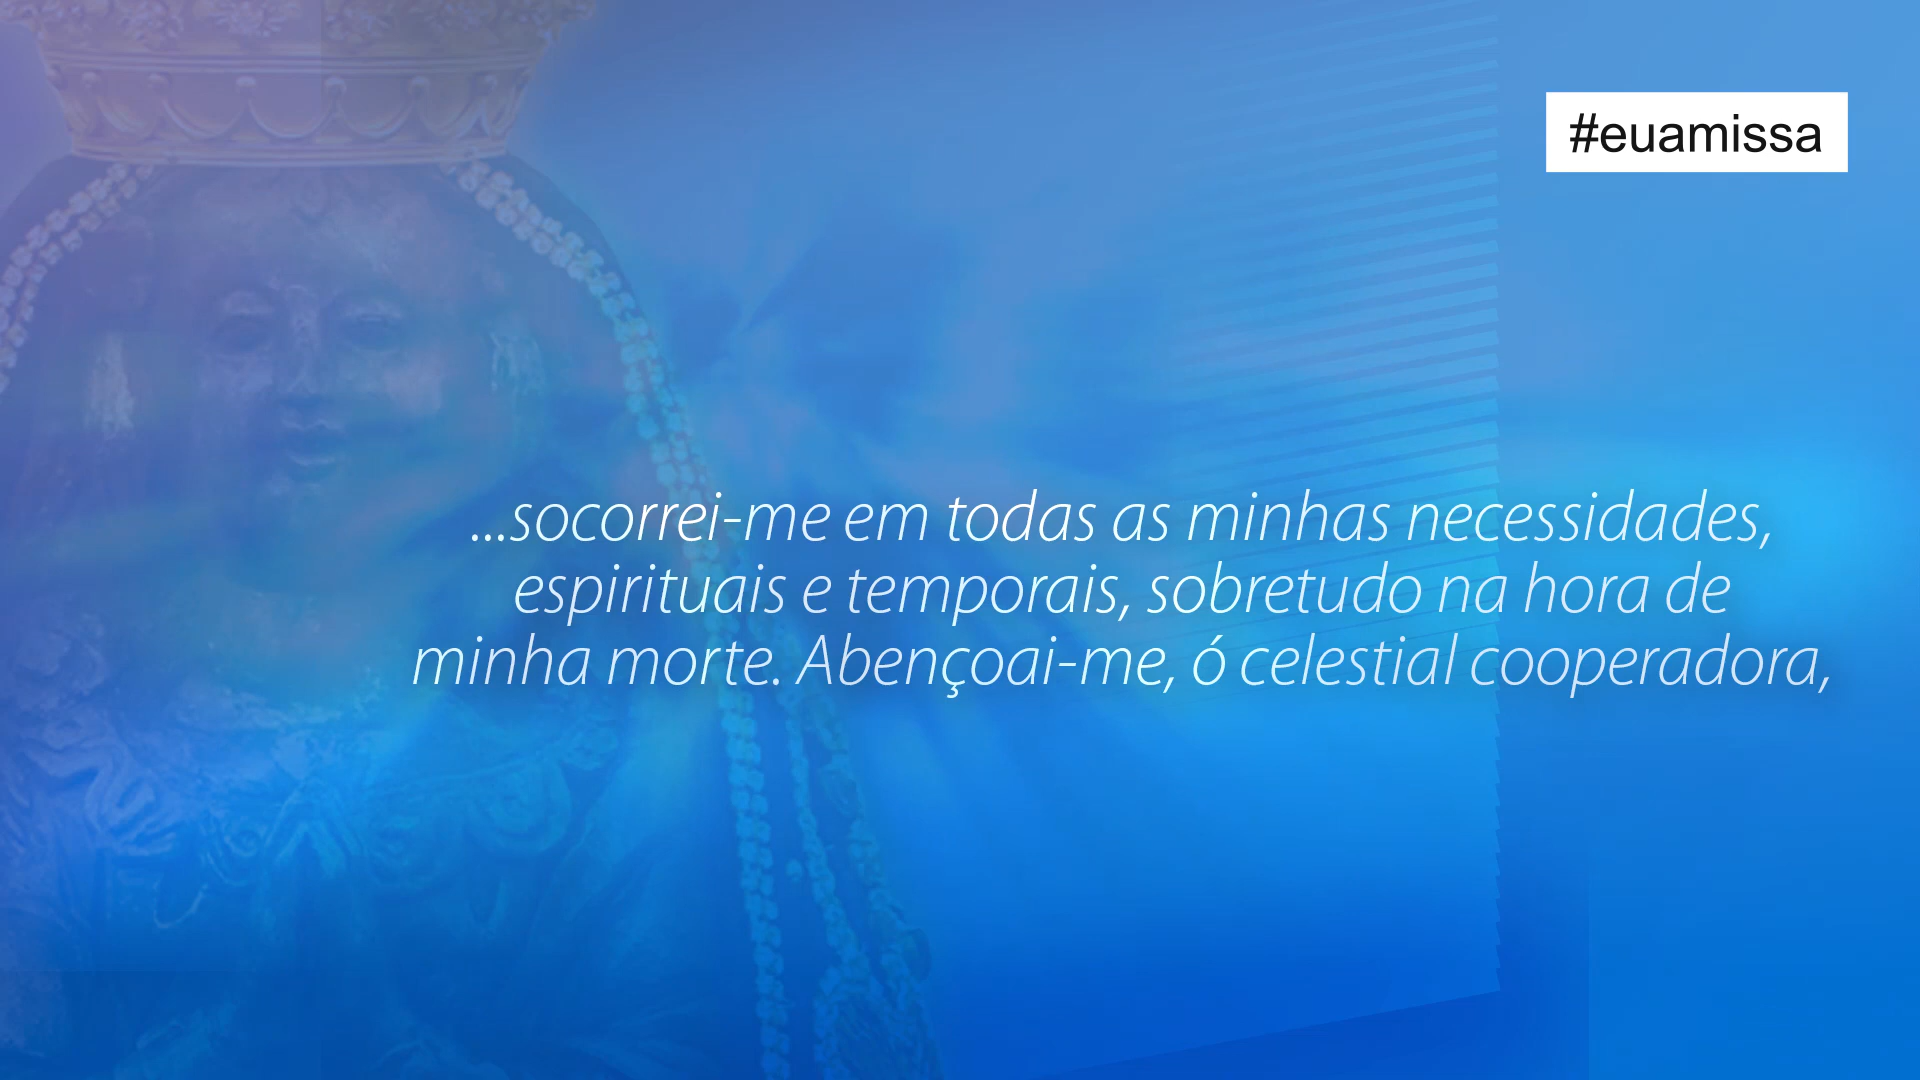 #euamissa
...socorrei-me em todas as minhas necessidades,
espirituais e temporais, sobretudo na hora de
minha morte. Abençoai-me, ó celestial cooperadora,